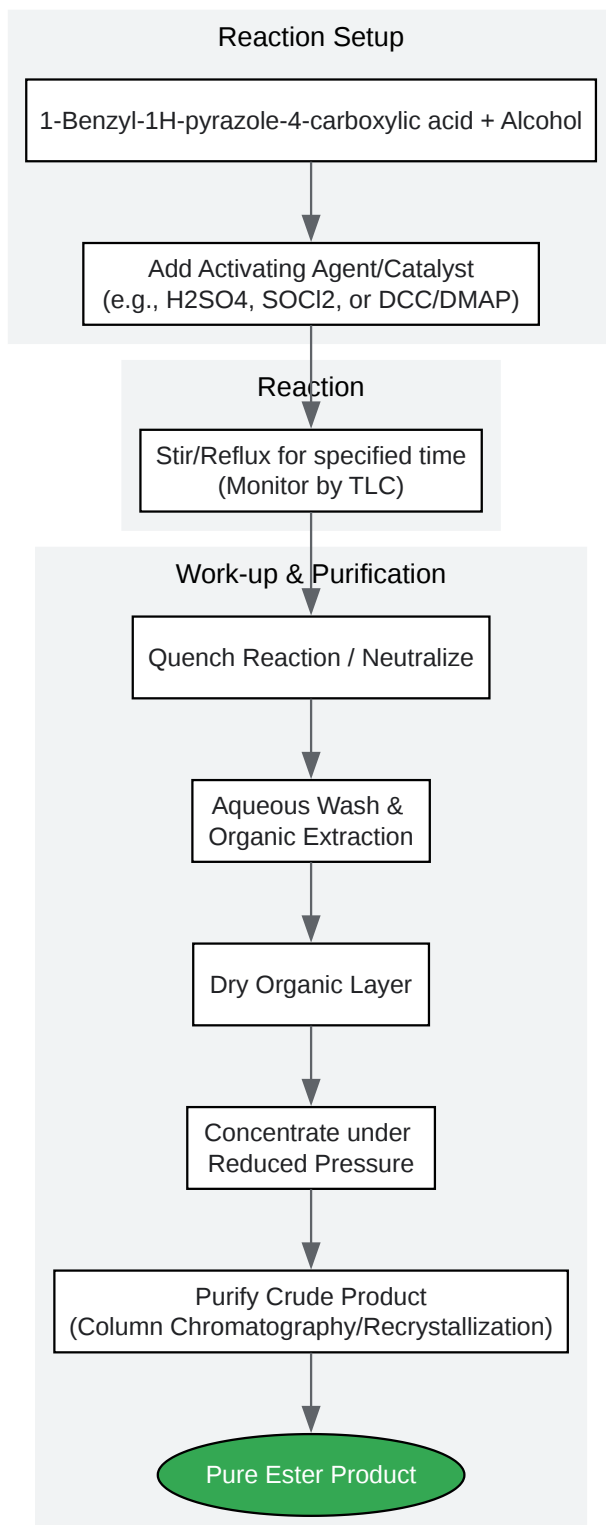 Reaction Setup
1-Benzyl-1H-pyrazole-4-carboxylic acid + Alcohol
Add Activating Agent/Catalyst
(e.g., H2SO4, SOCl2, or DCC/DMAP)
Reaction
Stir/Reflux for specified time
(Monitor by TLC)
Work-up & Purification
Quench Reaction / Neutralize
Aqueous Wash &
Organic Extraction
Dry Organic Layer
Concentrate under
Reduced Pressure
Purify Crude Product
(Column Chromatography/Recrystallization)
Pure Ester Product